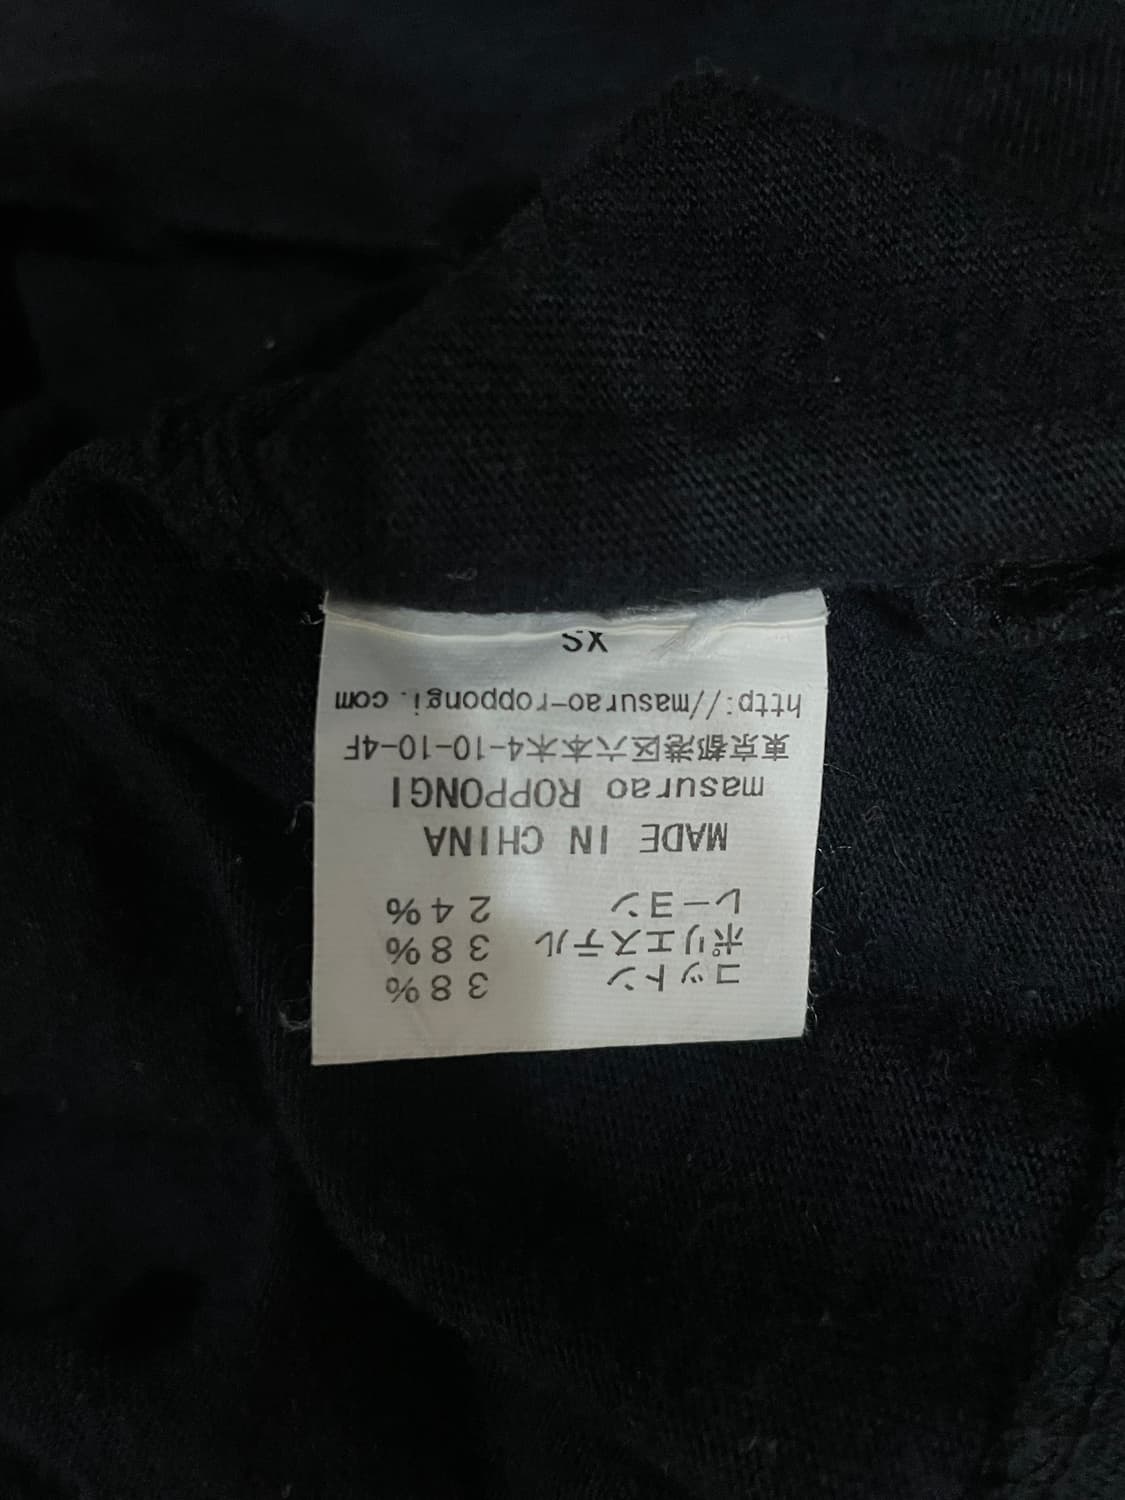 コットン 38%
ポリエステル 38%
レーヨン 24%
MADE IN CHINA
masurao ROPPONGI
東京都港区六本木4-10-10-4F
http://masurao-roppongi.com
XS